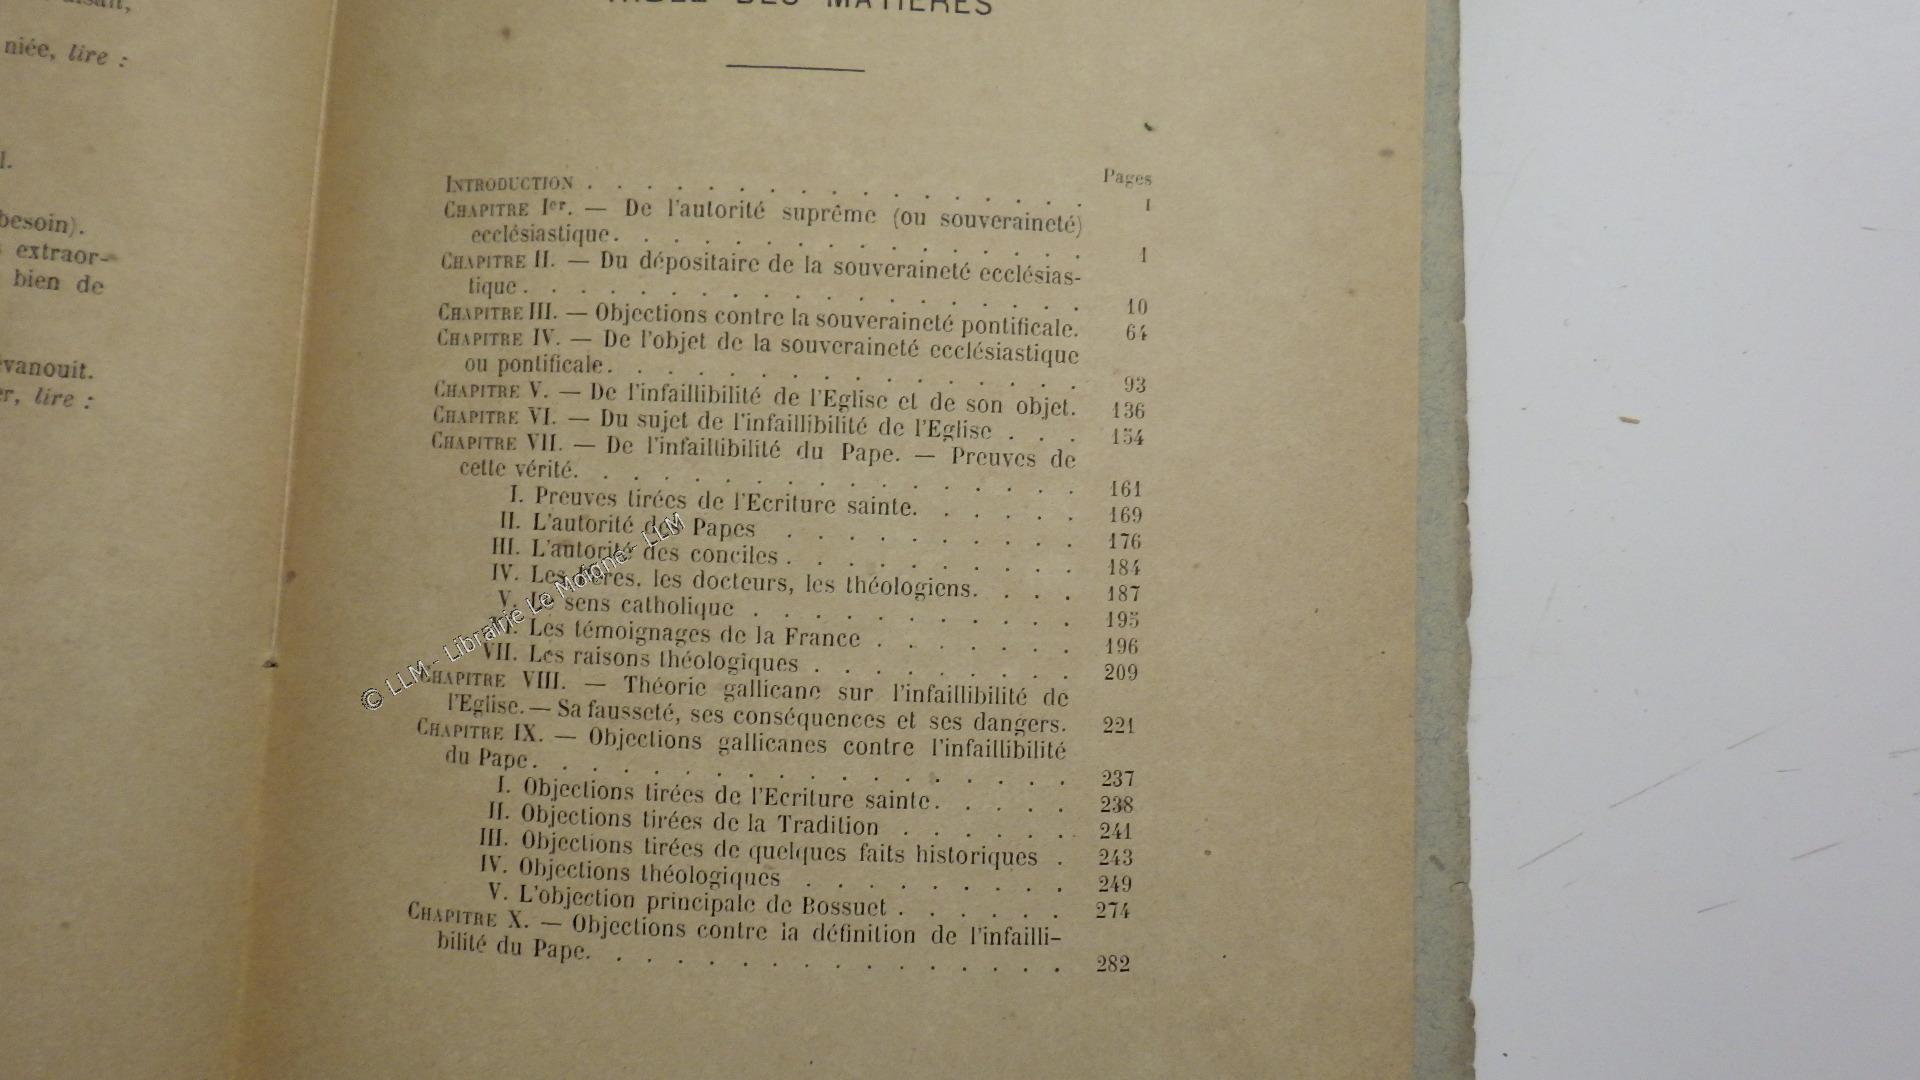 niée, lire :
besoin).
extraor-
bien de
lire :
TABLE DES MATIÈRES
Pages
INTRODUCTION . . . . . . . . . . . . . . . I
CHAPITRE Ier. — De l'autorité suprême (ou souveraineté)
ecclésiastique. . . . . . . . . . . . . . . 1
CHAPITRE II. — Du dépositaire de la souveraineté ecclésias-
tique . . . . . . . . . . . . . . . . . . 10
CHAPITRE III. — Objections contre la souveraineté pontificale. 64
CHAPITRE IV. — De l'objet de la souveraineté ecclésiastique
ou pontificale. . . . . . . . . . . . . . . 93
CHAPITRE V. — De l'infaillibilité de l'Eglise et de son objet. 136
CHAPITRE VI. — Du sujet de l'infaillibilité de l'Eglise . . . 154
CHAPITRE VII. — De l'infaillibilité du Pape. — Preuves de
cette vérité. . . . . . . . . . . . . . . . 161
I. Preuves tirées de l'Ecriture sainte. . . . . . 169
II. L'autorité des Papes . . . . . . . . . . 176
III. L'autorité des conciles . . . . . . . . . . 184
IV. Les Pères, les docteurs, les théologiens. . . . 187
V. Le sens catholique . . . . . . . . . . . 195
VI. Les témoignages de la France . . . . . . . 196
VII. Les raisons théologiques . . . . . . . . . 209
CHAPITRE VIII. — Théorie gallicane sur l'infaillibilité de
l'Eglise. — Sa fausseté, ses conséquences et ses dangers. 221
CHAPITRE IX. — Objections gallicanes contre l'infaillibilité
du Pape. . . . . . . . . . . . . . . . . . 237
I. Objections tirées de l'Ecriture sainte. . . . . 238
II. Objections tirées de la Tradition . . . . . . 241
III. Objections tirées de quelques faits historiques . 243
IV. Objections théologiques . . . . . . . . . 249
V. L'objection principale de Bossuet . . . . . . 274
CHAPITRE X. — Objections contre la définition de l'infailli-
bilité du Pape. . . . . . . . . . . . . . . . 282
© LLM - Librairie Le Moigne - LLM